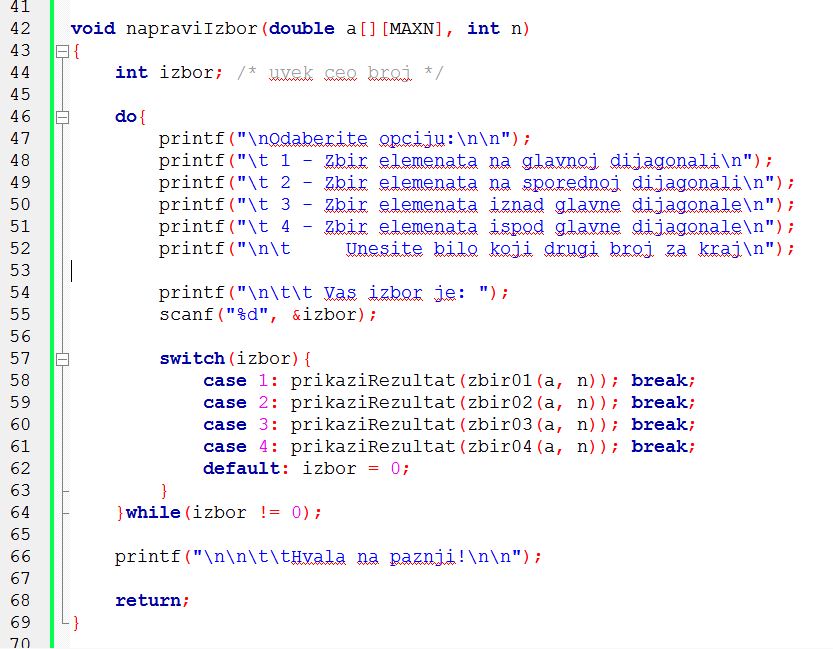 41
42 void napraviIzbor(double a[][MAXN], int n)
43 {
44     int izbor; /* uvek ceo broj */
45
46     do{
47         printf("\nOdaberite opciju:\n\n");
48         printf("\t 1 - Zbir elemenata na glavnoj dijagonali\n");
49         printf("\t 2 - Zbir elemenata na sporednoj dijagonali\n");
50         printf("\t 3 - Zbir elemenata iznad glavne dijagonale\n");
51         printf("\t 4 - Zbir elemenata ispod glavne dijagonale\n");
52         printf("\n\t     Unesite bilo koji drugi broj za kraj\n");
53
54         printf("\n\t\t Vas izbor je: ");
55         scanf("%d", &izbor);
56
57         switch(izbor){
58             case 1: prikaziRezultat(zbir01(a, n)); break;
59             case 2: prikaziRezultat(zbir02(a, n)); break;
60             case 3: prikaziRezultat(zbir03(a, n)); break;
61             case 4: prikaziRezultat(zbir04(a, n)); break;
62             default: izbor = 0;
63         }
64     }while(izbor != 0);
65
66     printf("\n\n\t\tHvala na paznji!\n\n");
67
68     return;
69 }
70